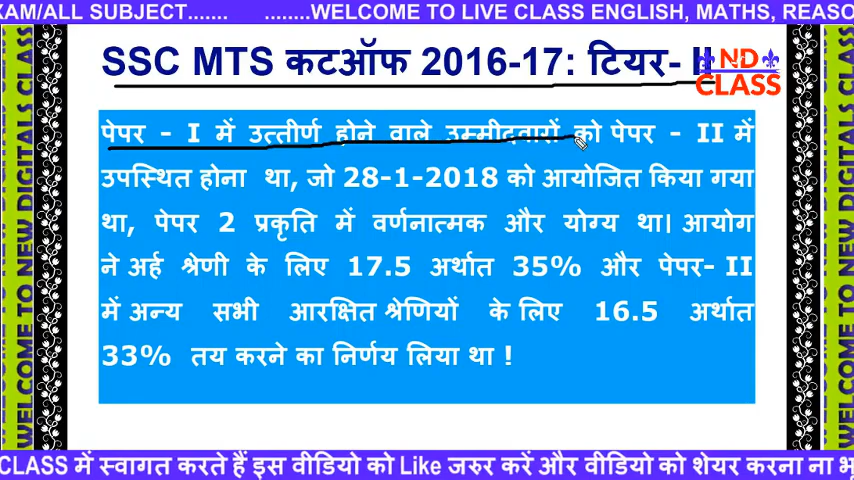 XAM/ALL SUBJECT....... ........WELCOME TO LIVE CLASS ENGLISH, MATHS, REASO
SSC MTS कटऑफ 2016-17: टियर- II
ND
CLASS
पेपर - I में उत्तीर्ण होने वाले उम्मीदवारों को पेपर - II में
उपस्थित होना था, जो 28-1-2018 को आयोजित किया गया
था, पेपर 2 प्रकृति में वर्णनात्मक और योग्य था। आयोग
ने अर्ह श्रेणी के लिए 17.5 अर्थात 35% और पेपर- II
में अन्य सभी आरक्षित श्रेणियों के लिए 16.5 अर्थात
33% तय करने का निर्णय लिया था !
WELCOME TO NEW DIGITALS CLASS
WELCOME TO NEW DIGITALS CLASS
CLASS में स्वागत करते हैं इस वीडियो को Like जरुर करें और वीडियो को शेयर करना ना भ